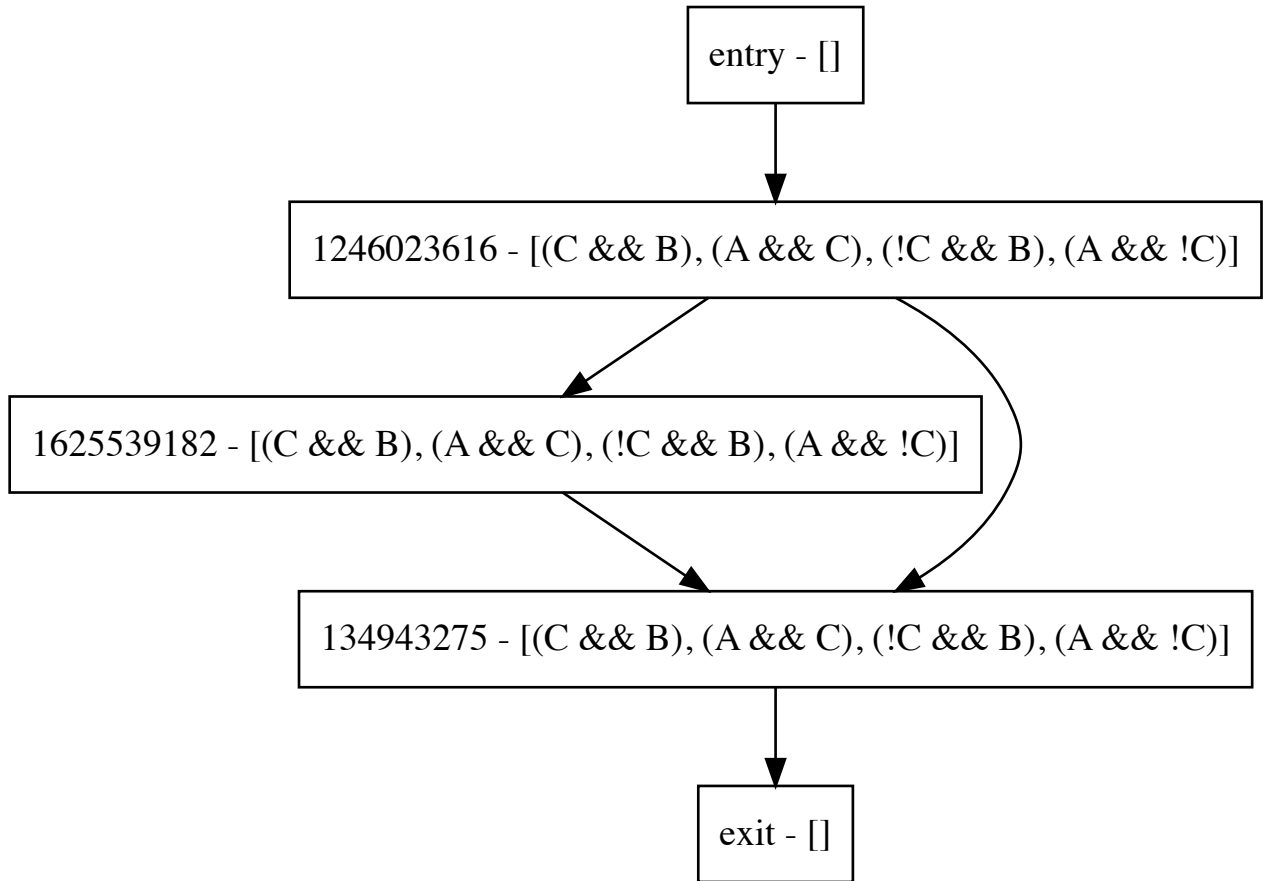 entry - []
1246023616 - [(C && B), (A && C), (!C && B), (A && !C)]
1625539182 - [(C && B), (A && C), (!C && B), (A && !C)]
134943275 - [(C && B), (A && C), (!C && B), (A && !C)]
exit - []